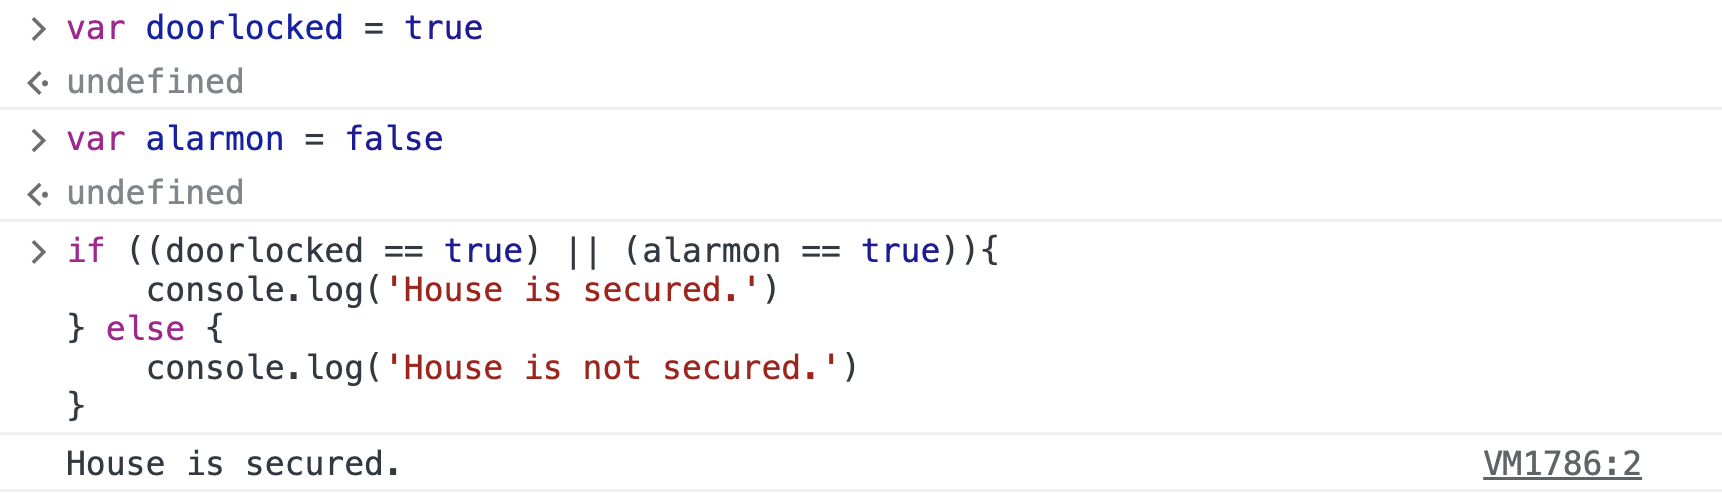 > var doorlocked = true
<· undefined
> var alarmon = false
<· undefined
> if ((doorlocked == true) || (alarmon == true)){
    console.log('House is secured.')
} else {
    console.log('House is not secured.')
}
House is secured. VM1786:2